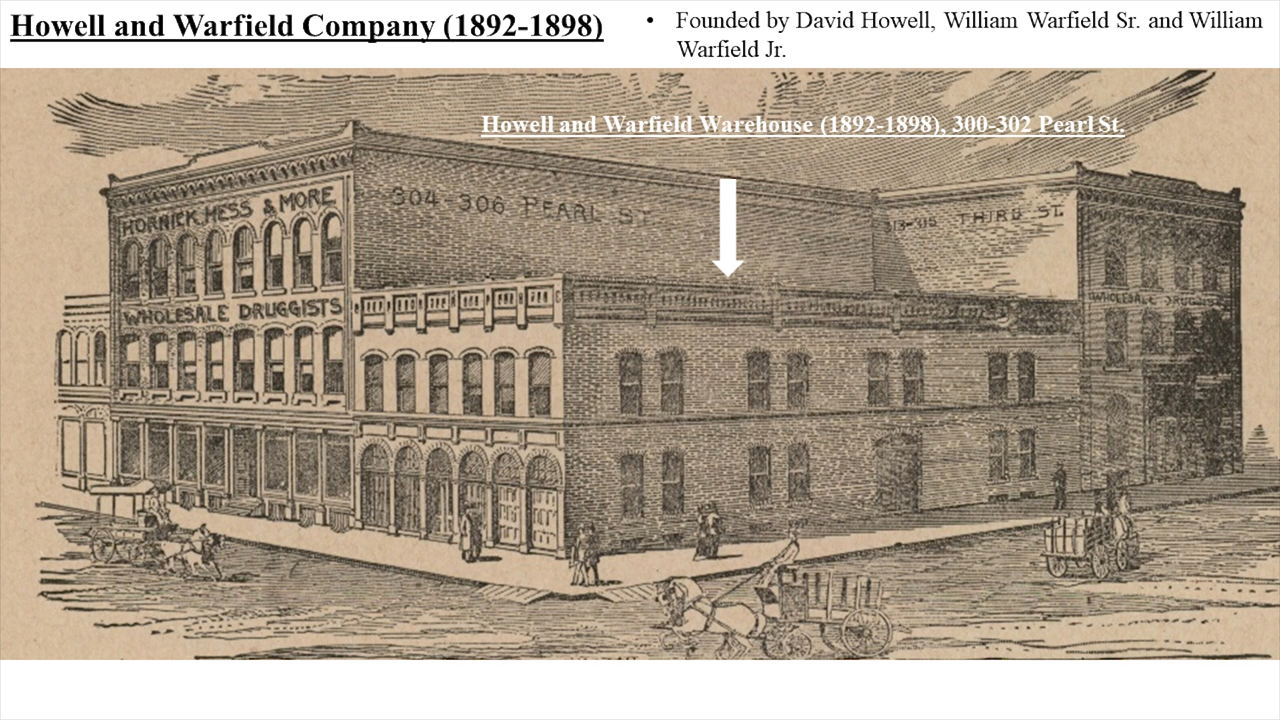 Howell and Warfield Company (1892-1898)
• Founded by David Howell, William Warfield Sr. and William
Warfield Jr.
Howell and Warfield Warehouse (1892-1898), 300-302 Pearl St.
HORNICK HESS & MORE
304-306 PEARL ST.
313-315 THIRD ST.
WHOLESALE DRUGGISTS
WHOLESALE DRUGGISTS